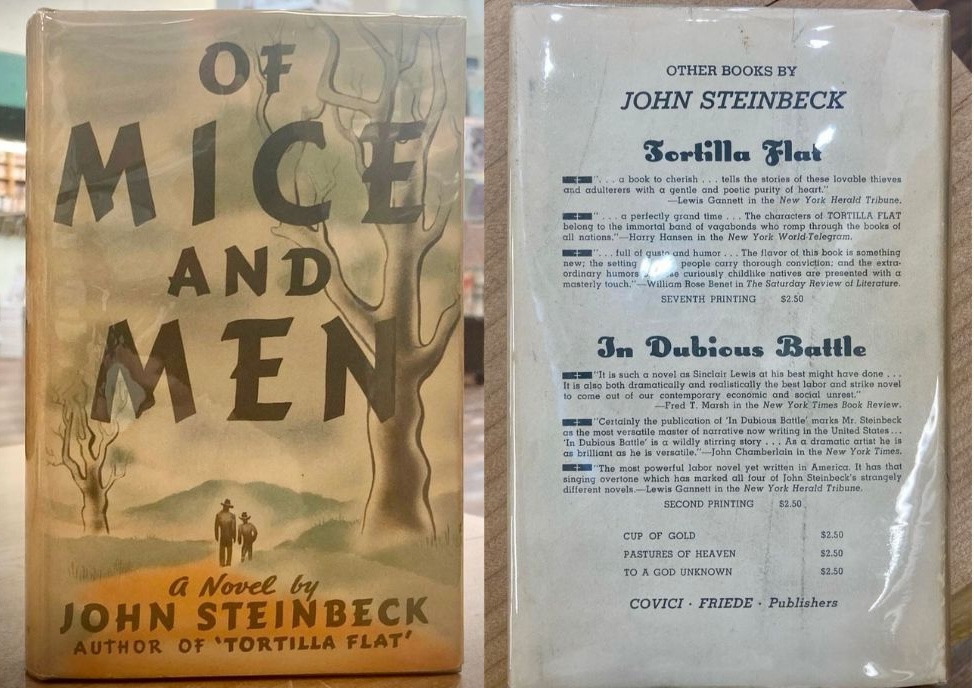 OF
MICE
AND
MEN
a Novel by
JOHN STEINBECK
AUTHOR OF 'TORTILLA FLAT'
OTHER BOOKS BY
JOHN STEINBECK
Tortilla Flat
". . . a book to cherish . . . tells the stories of these lovable thieves
and adulterers with a gentle and poetic purity of heart."
—Lewis Gannett in the New York Herald Tribune.
". . . a perfectly grand time . . . The characters of TORTILLA FLAT
belong to the immortal band of vagabonds who romp through the books of
all nations."—Harry Hansen in the New York World-Telegram.
". . . full of gusto and humor . . . The flavor of this book is something
new; the setting people carry thorough conviction; and the extra-
ordinary humors curiously childlike natives are presented with a
masterly touch."—William Rose Benet in The Saturday Review of Literature.
SEVENTH PRINTING $2.50
In Dubious Battle
"It is such a novel as Sinclair Lewis at his best might have done . . .
It is also both dramatically and realistically the best labor and strike novel
to come out of our contemporary economic and social unrest."
—Fred T. Marsh in the New York Times Book Review.
"Certainly the publication of 'In Dubious Battle' marks Mr. Steinbeck
as the most versatile master of narrative now writing in the United States . . .
'In Dubious Battle' is a wildly stirring story . . . As a dramatic artist he is
as brilliant as he is versatile."—John Chamberlain in the New York Times.
"The most powerful labor novel yet written in America. It has that
singing overtone which has marked all four of John Steinbeck's strangely
different novels.—Lewis Gannett in the New York Herald Tribune.
SECOND PRINTING $2.50
CUP OF GOLD $2.50
PASTURES OF HEAVEN $2.50
TO A GOD UNKNOWN $2.50
COVICI · FRIEDE · Publishers